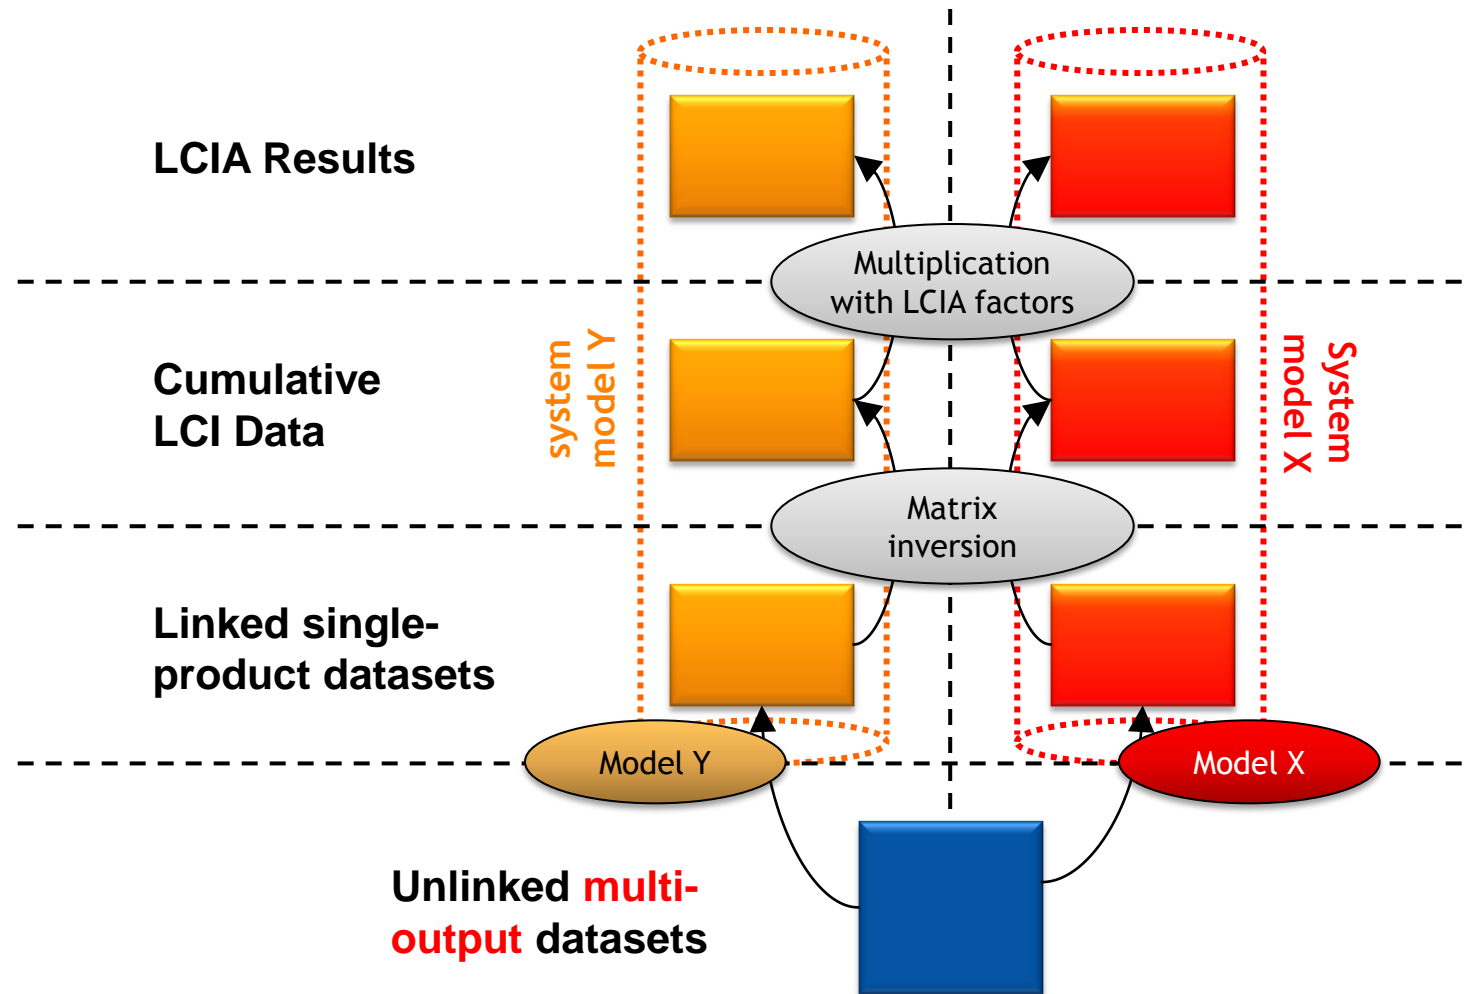 LCIA Results
Multiplication
with LCIA factors
system
model Y
System
model X
Cumulative
LCI Data
Matrix
inversion
Linked single-
product datasets
Model Y
Model X
Unlinked multi-
output datasets